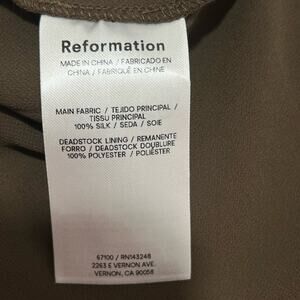 Reformation
MADE IN CHINA / FABRICADO EN
CHINA / FABRIQUÉ EN CHINE
MAIN FABRIC / TEJIDO PRINCIPAL /
TISSU PRINCIPAL
100% SILK / SEDA / SOIE
DEADSTOCK LINING / REMANENTE
FORRO / DEADSTOCK DOUBLURE
100% POLYESTER / POLIÉSTER
67100 / RN143248
2263 E VERNON AVE.
VERNON, CA 90058